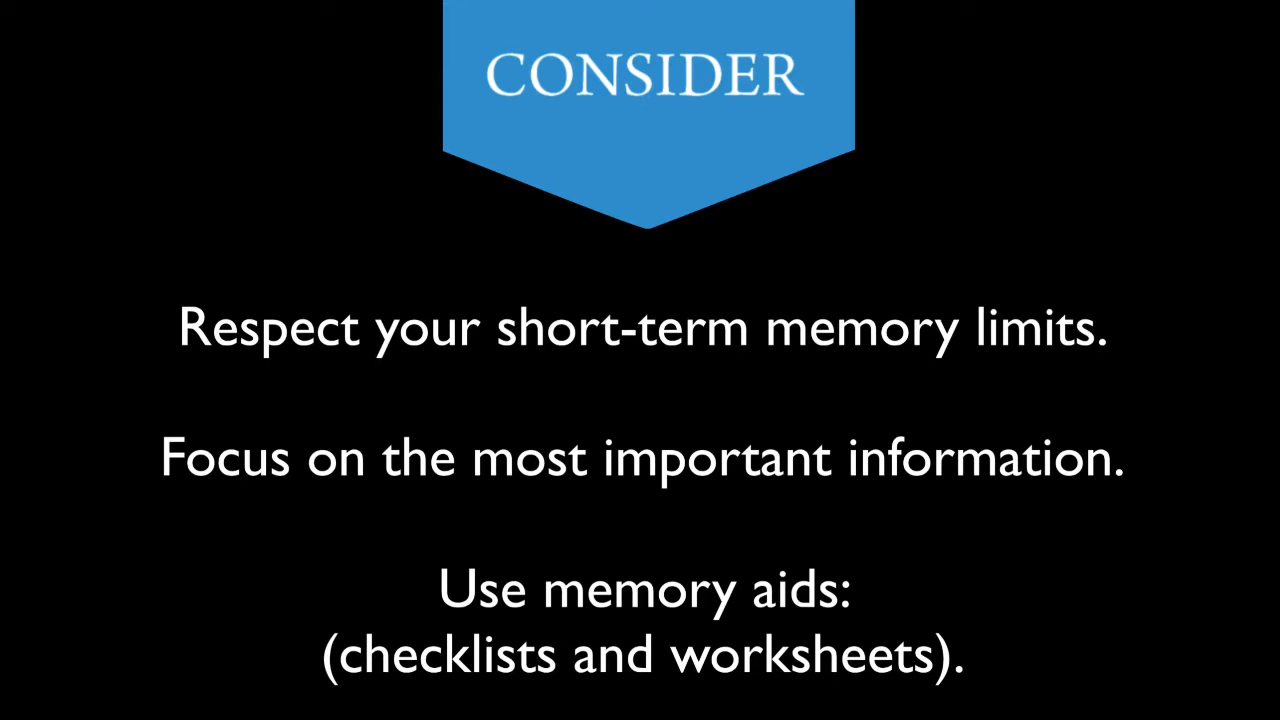 CONSIDER
Respect your short-term memory limits.
Focus on the most important information.
Use memory aids:
(checklists and worksheets).